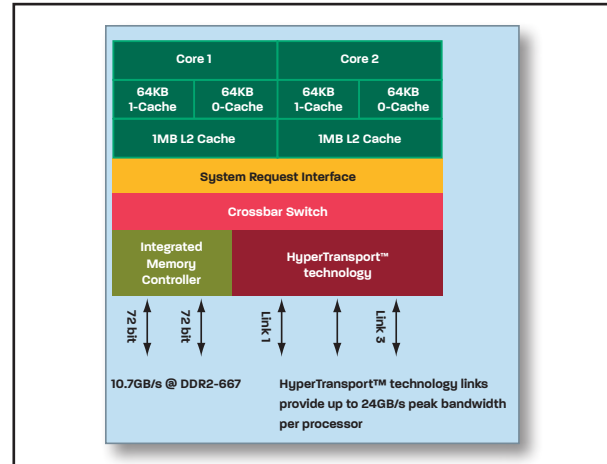 Core 1
Core 2
64KB
1-Cache
64KB
0-Cache
64KB
1-Cache
64KB
0-Cache
1MB L2 Cache
1MB L2 Cache
System Request Interface
Crossbar Switch
Integrated
Memory
Controller
HyperTransport™
technology
72 bit
72 bit
Link 1
Link 3
10.7GB/s @ DDR2-667
HyperTransport™ technology links
provide up to 24GB/s peak bandwidth
per processor